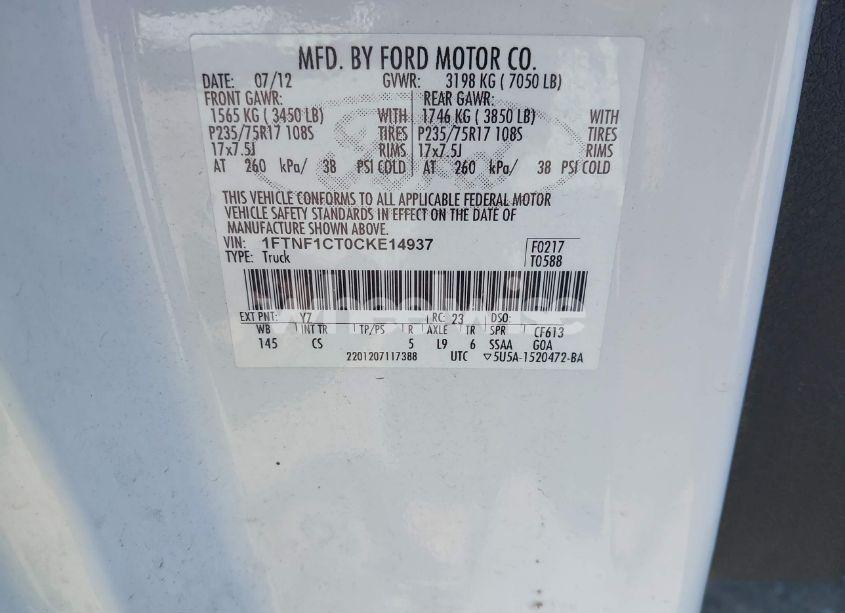 MFD. BY FORD MOTOR CO.
DATE: 07/12 GVWR: 3198 KG ( 7050 LB)
FRONT GAWR: REAR GAWR:
1565 KG ( 3450 LB) WITH 1746 KG ( 3850 LB) WITH
P235/75R17 108S TIRES P235/75R17 108S TIRES
17x7.5J RIMS 17x7.5J RIMS
AT 260 kPa/ 38 PSI COLD AT 260 kPa/ 38 PSI COLD
THIS VEHICLE CONFORMS TO ALL APPLICABLE FEDERAL MOTOR
VEHICLE SAFETY STANDARDS IN EFFECT ON THE DATE OF
MANUFACTURE SHOWN ABOVE.
VIN: 1FTNF1CT0CKE14937 F0217
TYPE: Truck T0588
EXT PNT: YZ RC: 23 DSO:
WB INT TR TP/PS R AXLE TR SPR CF613
145 CS 5 L9 6 SSAA GOA
2201207117388 UTC ▽5U5A-1520472-BA